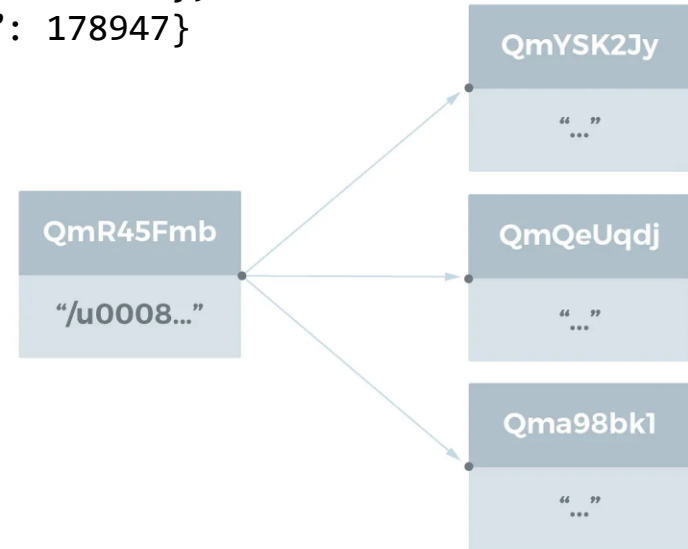 : 178947}
QmYSK2Jy
“...”
QmR45Fmb
“/u0008...”
QmQeUqdj
“...”
Qma98bk1
“...”